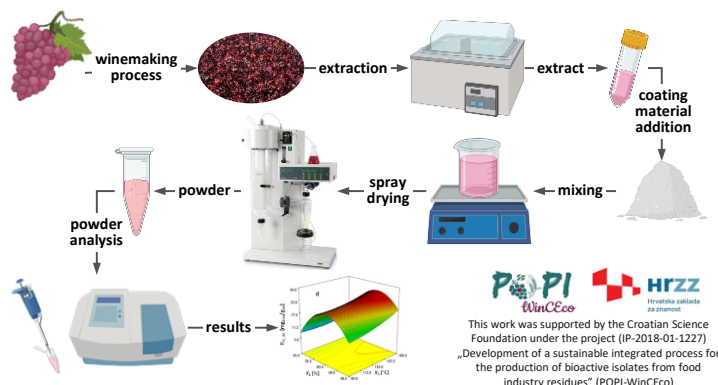 winemaking
process
extraction
extract
coating
material
addition
mixing
spray
drying
powder
powder
analysis
results
d
X₁ [%]
X₂ [°C]
POPI
WinCEco
HRZZ
Hrvatska zaklada
za znanost
This work was supported by the Croatian Science
Foundation under the project (IP-2018-01-1227)
„Development of a sustainable integrated process for
the production of bioactive isolates from food
industry residues" (POPI-WinCEco)